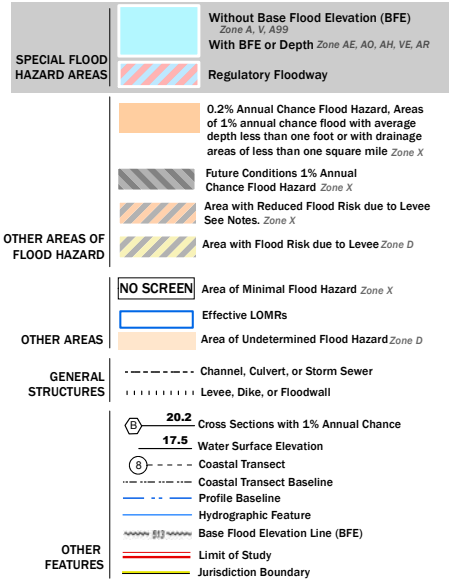 SPECIAL FLOOD
HAZARD AREAS
Without Base Flood Elevation (BFE)
Zone A, V, A99
With BFE or Depth Zone AE, AO, AH, VE, AR
Regulatory Floodway
OTHER AREAS OF
FLOOD HAZARD
0.2% Annual Chance Flood Hazard, Areas
of 1% annual chance flood with average
depth less than one foot or with drainage
areas of less than one square mile Zone X
Future Conditions 1% Annual
Chance Flood Hazard Zone X
Area with Reduced Flood Risk due to Levee
See Notes. Zone X
Area with Flood Risk due to Levee Zone D
OTHER AREAS
NO SCREEN Area of Minimal Flood Hazard Zone X
Effective LOMRs
Area of Undetermined Flood Hazard Zone D
GENERAL
STRUCTURES
Channel, Culvert, or Storm Sewer
Levee, Dike, or Floodwall
OTHER
FEATURES
B 20.2 Cross Sections with 1% Annual Chance
17.5 Water Surface Elevation
8 Coastal Transect
Coastal Transect Baseline
Profile Baseline
Hydrographic Feature
513 Base Flood Elevation Line (BFE)
Limit of Study
Jurisdiction Boundary